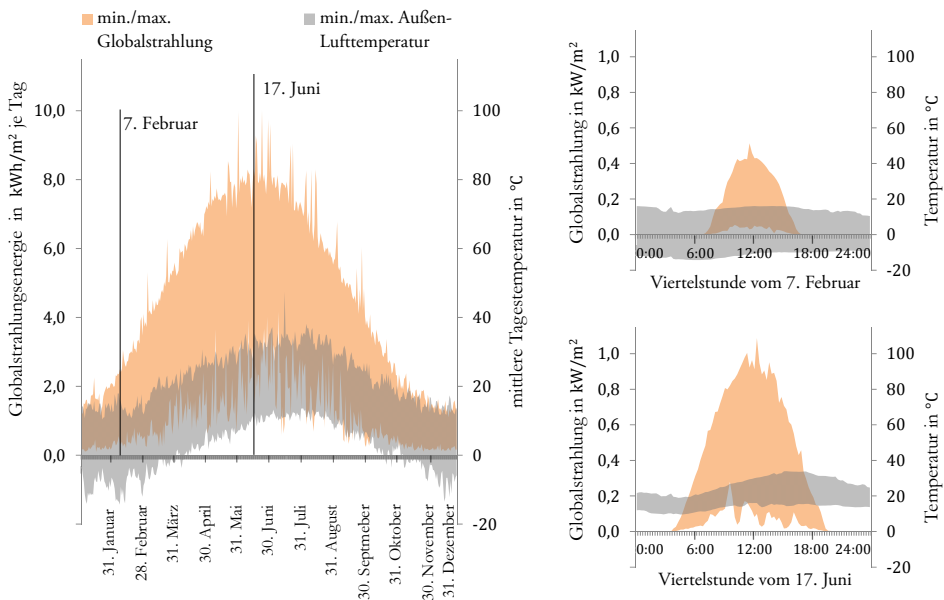 min./max.
Globalstrahlung
min./max. Außen-
Lufttemperatur
Globalstrahlungsenergie in kWh/m² je Tag
10,0
8,0
6,0
4,0
2,0
0,0
7. Februar
17. Juni
100
80
60
40
20
0
-20
mittlere Tagestemperatur in °C
31. Januar
28. Februar
31. März
30. April
31. Mai
30. Juni
31. Juli
31. August
30. Septmeber
31. Oktober
30. November
31. Dezember
Globalstrahlung in kW/m²
1,0
0,8
0,6
0,4
0,2
0,0
100
80
60
40
20
0
-20
Temperatur in °C
0:00 6:00 12:00 18:00 24:00
Viertelstunde vom 7. Februar
Globalstrahlung in kW/m²
1,0
0,8
0,6
0,4
0,2
0,0
100
80
60
40
20
0
-20
Temperatur in °C
0:00 6:00 12:00 18:00 24:00
Viertelstunde vom 17. Juni